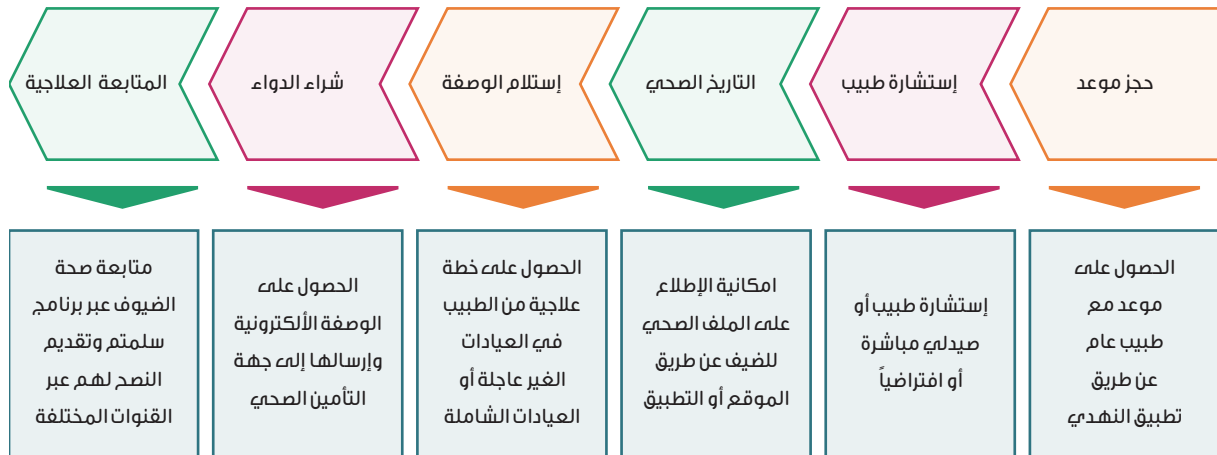 حجز موعد
إستشارة طبيب
التاريخ الصحي
إستلام الوصفة
شراء الدواء
المتابعة العلاجية
الحصول على
موعد مع
طبيب عام
عن طريق
تطبيق النهدي
إستشارة طبيب أو
صيدلي مباشرة
أو افتراضياً
امكانية الإطلاع
على الملف الصحي
للضيف عن طريق
الموقع أو التطبيق
الحصول على خطة
علاجية من الطبيب
في العيادات
الغير عاجلة أو
العيادات الشاملة
الحصول على
الوصفة الألكترونية
وإرسالها إلى جهة
التأمين الصحي
متابعة صحة
الضيوف عبر برنامج
سلمتم وتقديم
النصح لهم عبر
القنوات المختلفة